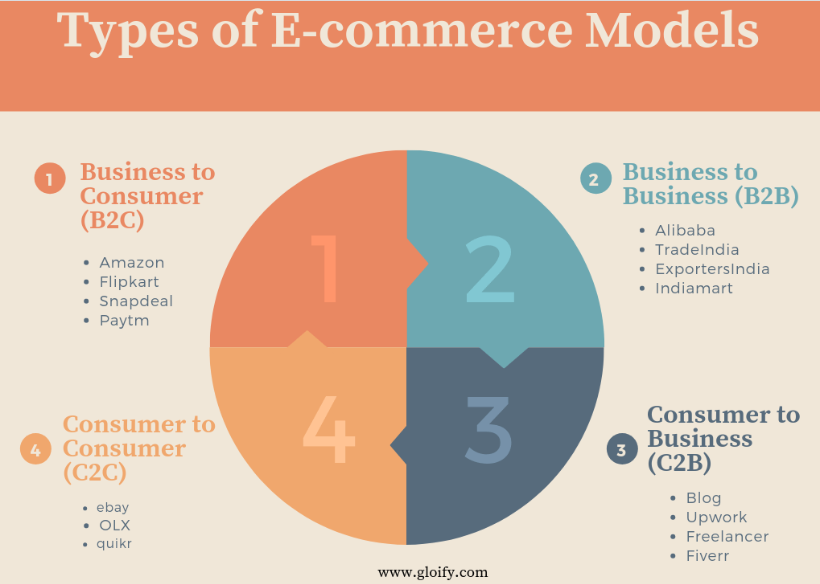 Types of E-commerce Models
1
Business to
Consumer
(B2C)
Amazon
Flipkart
Snapdeal
Paytm
2
Business to
Business (B2B)
Alibaba
TradeIndia
ExportersIndia
Indiamart
1
2
4
3
4
Consumer to
Consumer
(C2C)
ebay
OLX
quikr
3
Consumer to
Business
(C2B)
Blog
Upwork
Freelancer
Fiverr
www.gloify.com